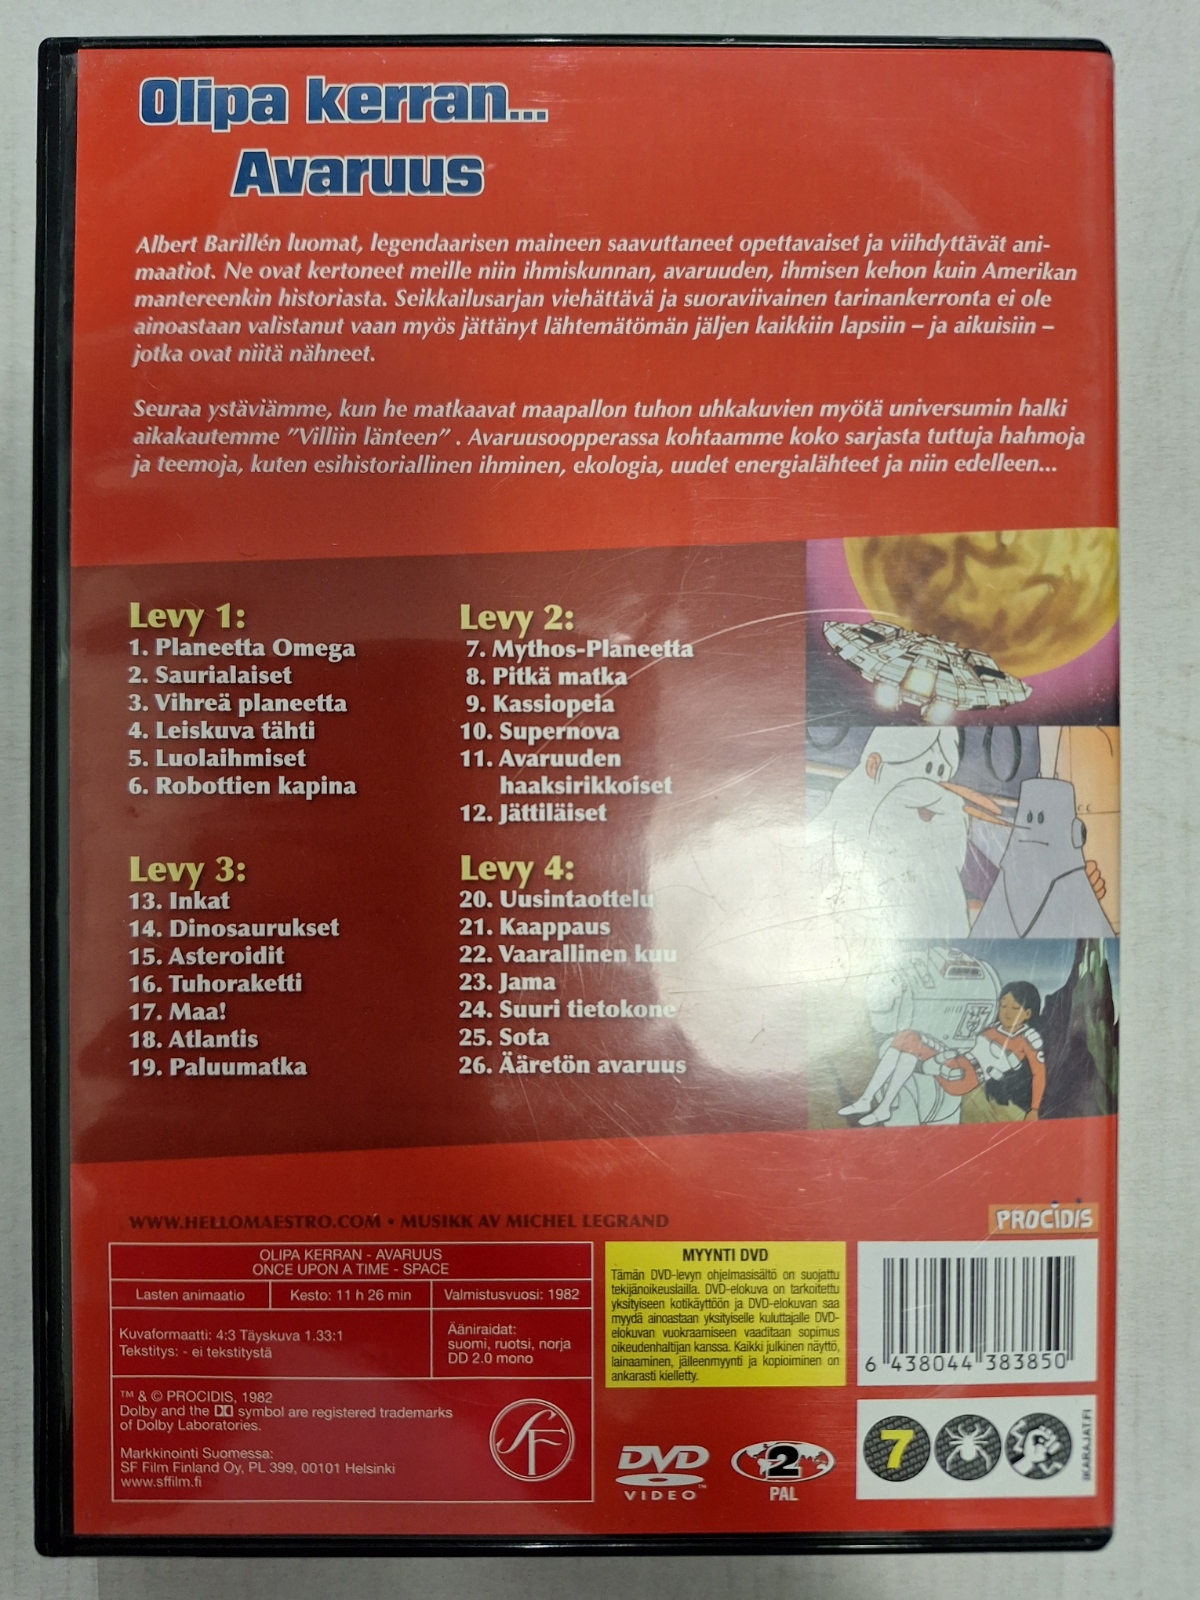 Olipa kerran...
Avaruus
Albert Barillén luomat, legendaarisen maineen saavuttaneet opettavaiset ja viihdyttävät ani-
maatiot. Ne ovat kertoneet meille niin ihmiskunnan, avaruuden, ihmisen kehon kuin Amerikan
mantereenkin historiasta. Seikkailusarjan viehättävä ja suoraviivainen tarinankerronta ei ole
ainoastaan valistanut vaan myös jättänyt lähtemätömän jäljen kaikkiin lapsiin – ja aikuisiin –
jotka ovat niitä nähneet.
Seuraa ystäviämme, kun he matkaavat maapallon tuhon uhkakuvien myötä universumin halki
aikakautemme "Villiin länteen" . Avaruusoopperassa kohtaamme koko sarjasta tuttuja hahmoja
ja teemoja, kuten esihistoriallinen ihminen, ekologia, uudet energialähteet ja niin edelleen...
Levy 1:
1. Planeetta Omega
2. Saurialaiset
3. Vihreä planeetta
4. Leiskuva tähti
5. Luolaihmiset
6. Robottien kapina
Levy 2:
7. Mythos-Planeetta
8. Pitkä matka
9. Kassiopeia
10. Supernova
11. Avaruuden
haaksirikkoiset
12. Jättiläiset
Levy 3:
13. Inkat
14. Dinosaurukset
15. Asteroidit
16. Tuhoraketti
17. Maa!
18. Atlantis
19. Paluumatka
Levy 4:
20. Uusintaottelu
21. Kaappaus
22. Vaarallinen kuu
23. Jama
24. Suuri tietokone
25. Sota
26. Ääretön avaruus
WWW.HELLOMAESTRO.COM • MUSIKK AV MICHEL LEGRAND
PROCIDIS
OLIPA KERRAN - AVARUUS
ONCE UPON A TIME - SPACE
Lasten animaatio
Kesto: 11 h 26 min
Valmistusvuosi: 1982
Kuvaformaatti: 4:3 Täyskuva 1.33:1
Tekstitys: - ei tekstitystä
Ääniraidat:
suomi, ruotsi, norja
DD 2.0 mono
™ & © PROCIDIS, 1982
Dolby and the DD symbol are registered trademarks
of Dolby Laboratories.
Markkinointi Suomessa:
SF Film Finland Oy, PL 399, 00101 Helsinki
www.sffilm.fi
SF
MYYNTI DVD
Tämän DVD-levyn ohjelmasisältö on suojattu
tekijänoikeuslailla. DVD-elokuva on tarkoitettu
yksityiseen kotikäyttöön ja DVD-elokuvan saa
myydä ainoastaan yksityiselle kuluttajalle DVD-
elokuvan vuokraamiseen vaaditaan sopimus
oikeudenhaltijan kanssa. Kaikki julkinen näyttö,
lainaaminen, jälleenmyynti ja kopioiminen on
ankarasti kielletty.
6 438044 383850
DVD
VIDEO™
2
PAL
7
IKARAJAT.FI